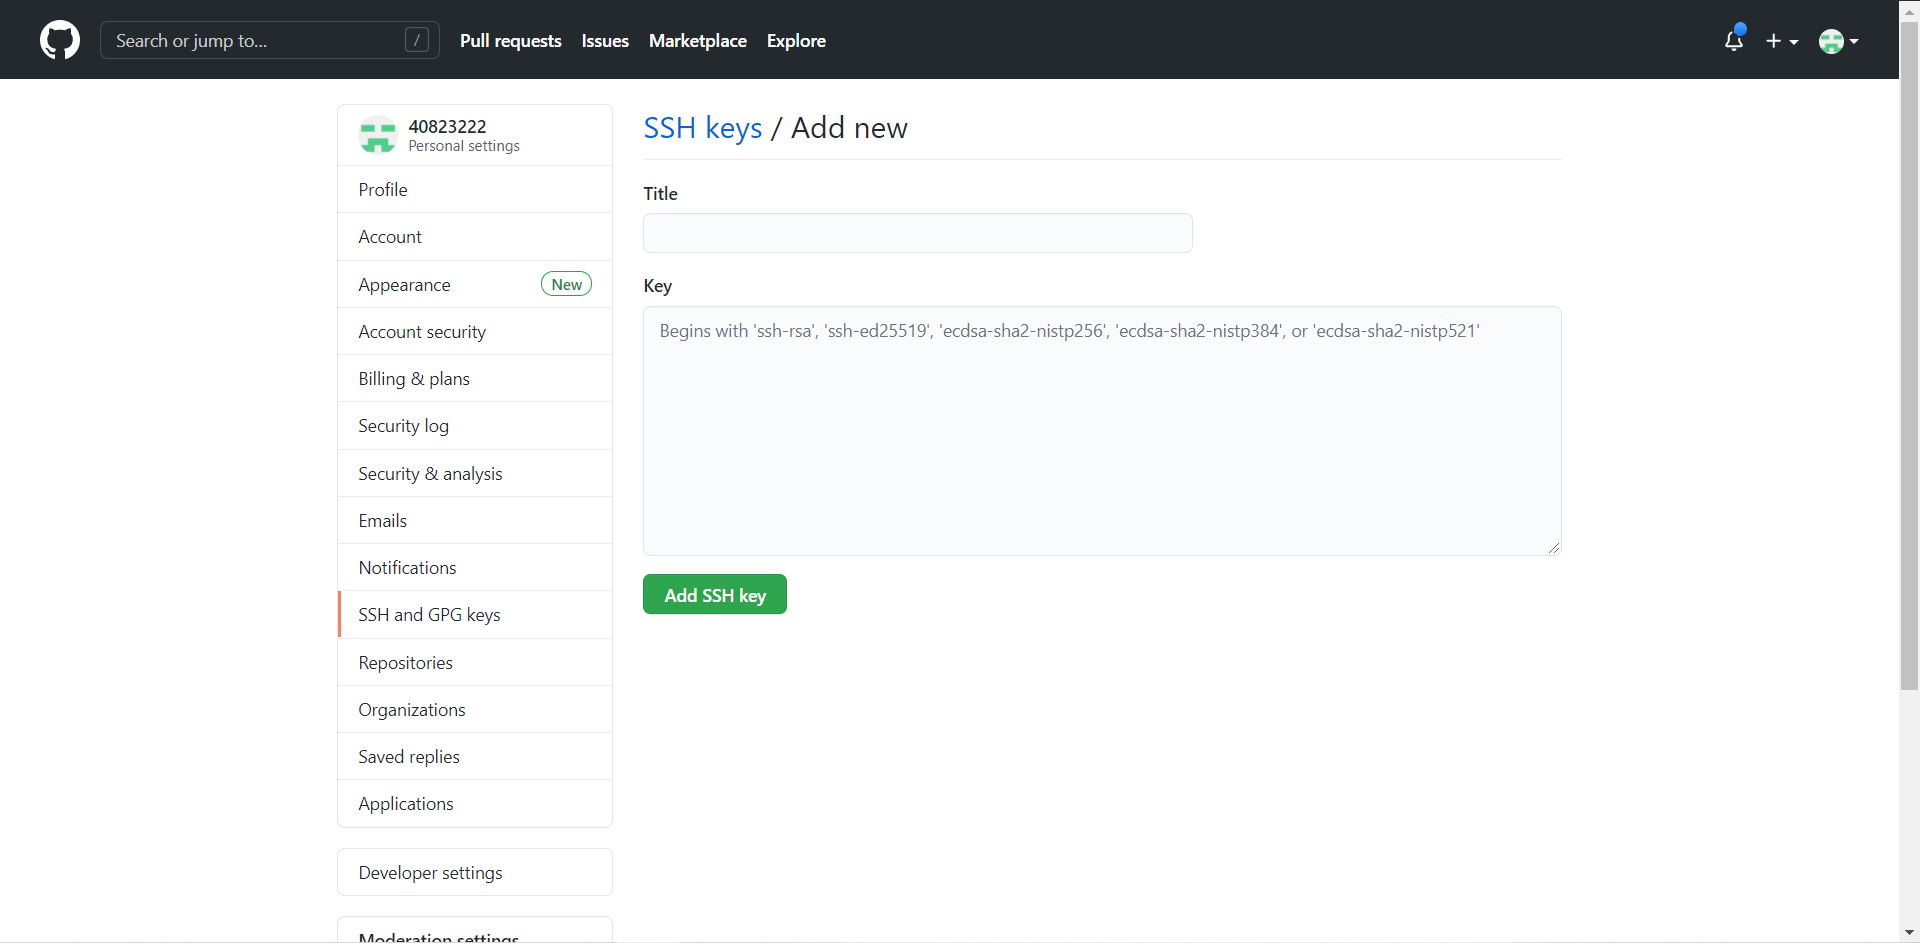 Search or jump to... /
Pull requests Issues Marketplace Explore
40823222
Personal settings
Profile
Account
Appearance New
Account security
Billing & plans
Security log
Security & analysis
Emails
Notifications
SSH and GPG keys
Repositories
Organizations
Saved replies
Applications
Developer settings
Moderation settings
SSH keys / Add new
Title
Key
Begins with 'ssh-rsa', 'ssh-ed25519', 'ecdsa-sha2-nistp256', 'ecdsa-sha2-nistp384', or 'ecdsa-sha2-nistp521'
Add SSH key